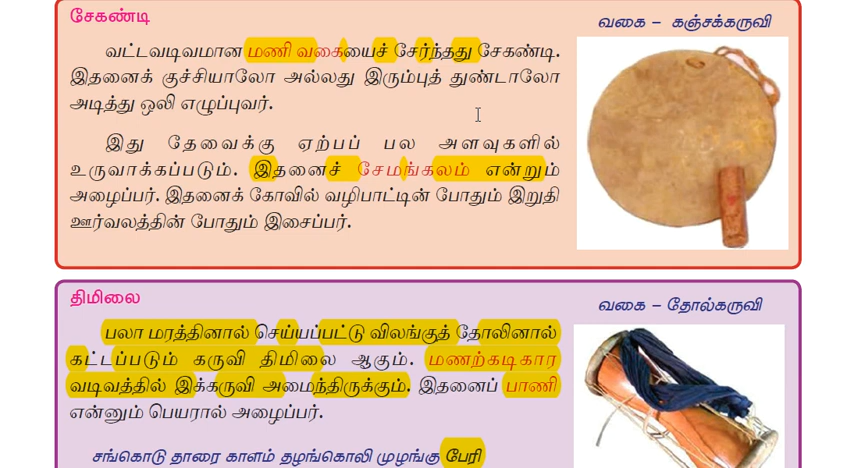 சேகண்டி
வகை – கஞ்சக்கருவி
வட்டவடிவமான மணி வகையைச் சேர்ந்தது சேகண்டி.
இதனைக் குச்சியாலோ அல்லது இரும்புத் துண்டாலோ
அடித்து ஒலி எழுப்புவர்.
இது தேவைக்கு ஏற்பப் பல அளவுகளில்
உருவாக்கப்படும். இதனைச் சேமங்கலம் என்றும்
அழைப்பர். இதனைக் கோவில் வழிபாட்டின் போதும் இறுதி
ஊர்வலத்தின் போதும் இசைப்பர்.
திமிலை
வகை – தோல்கருவி
பலா மரத்தினால் செய்யப்பட்டு விலங்குத் தோலினால்
கட்டப்படும் கருவி திமிலை ஆகும். மணற்கடிகார
வடிவத்தில் இக்கருவி அமைந்திருக்கும். இதனைப் பாணி
என்னும் பெயரால் அழைப்பர்.
சங்கொடு தாரை காளம் தழங்கொலி முழங்கு பேரி